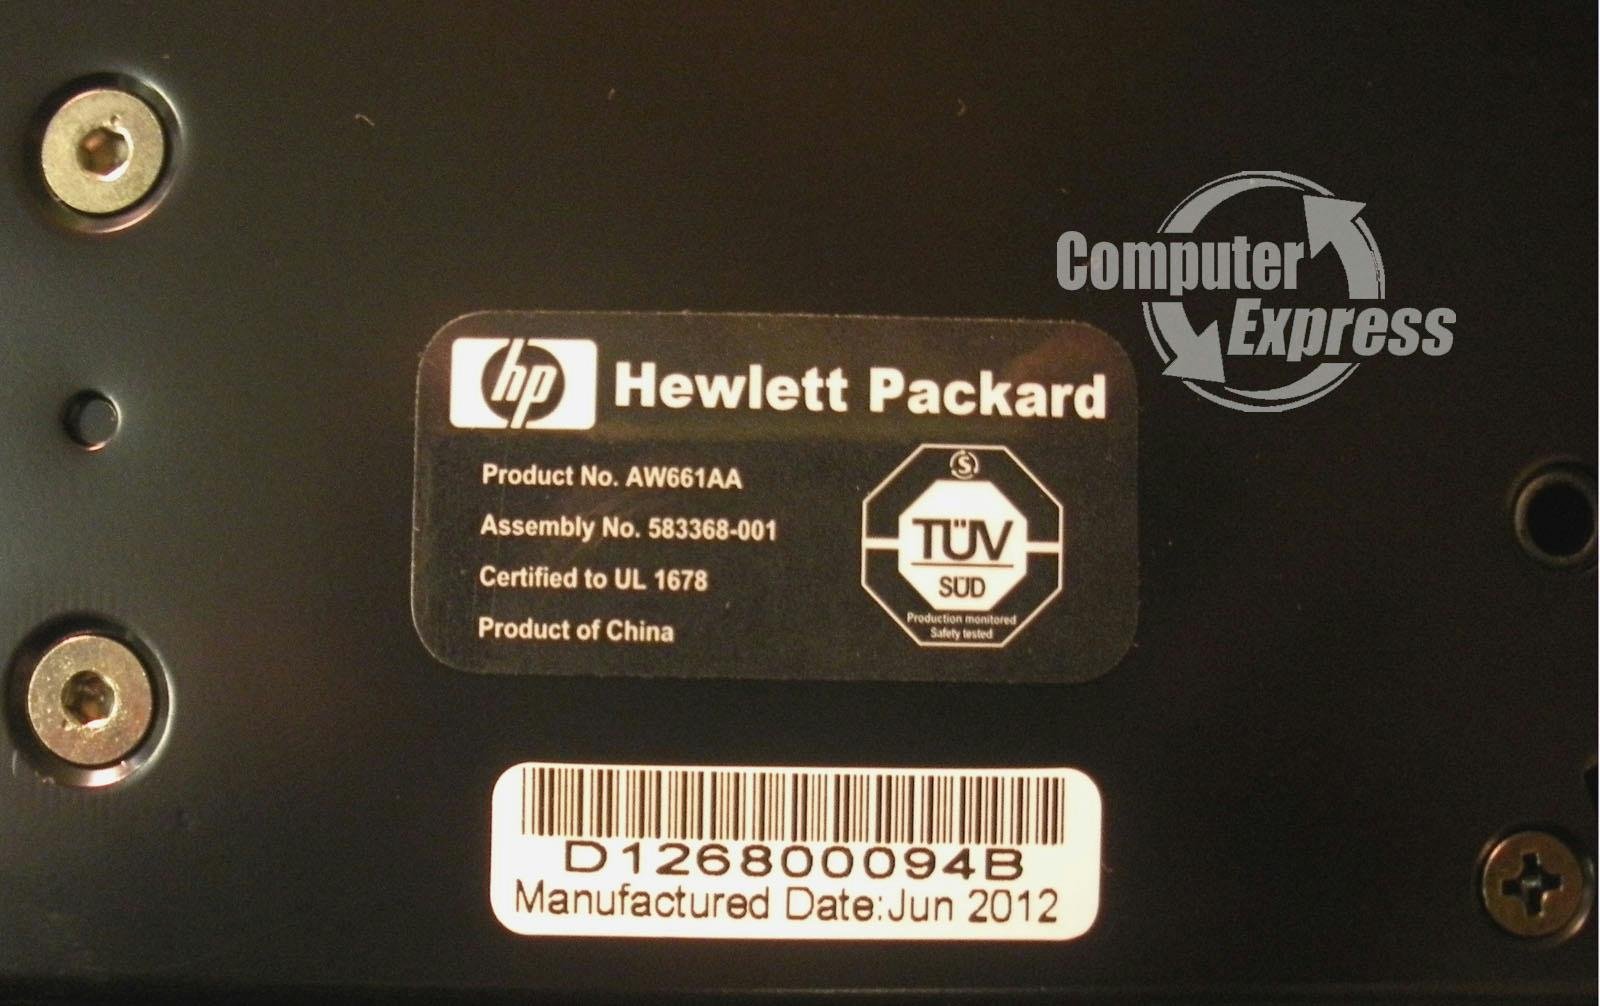 Computer
Express
hp Hewlett Packard
Product No. AW661AA
Assembly No. 583368-001
Certified to UL 1678
Product of China
S
TÜV
SÜD
Production monitored
Safety tested
D126800094B
Manufactured Date:Jun 2012